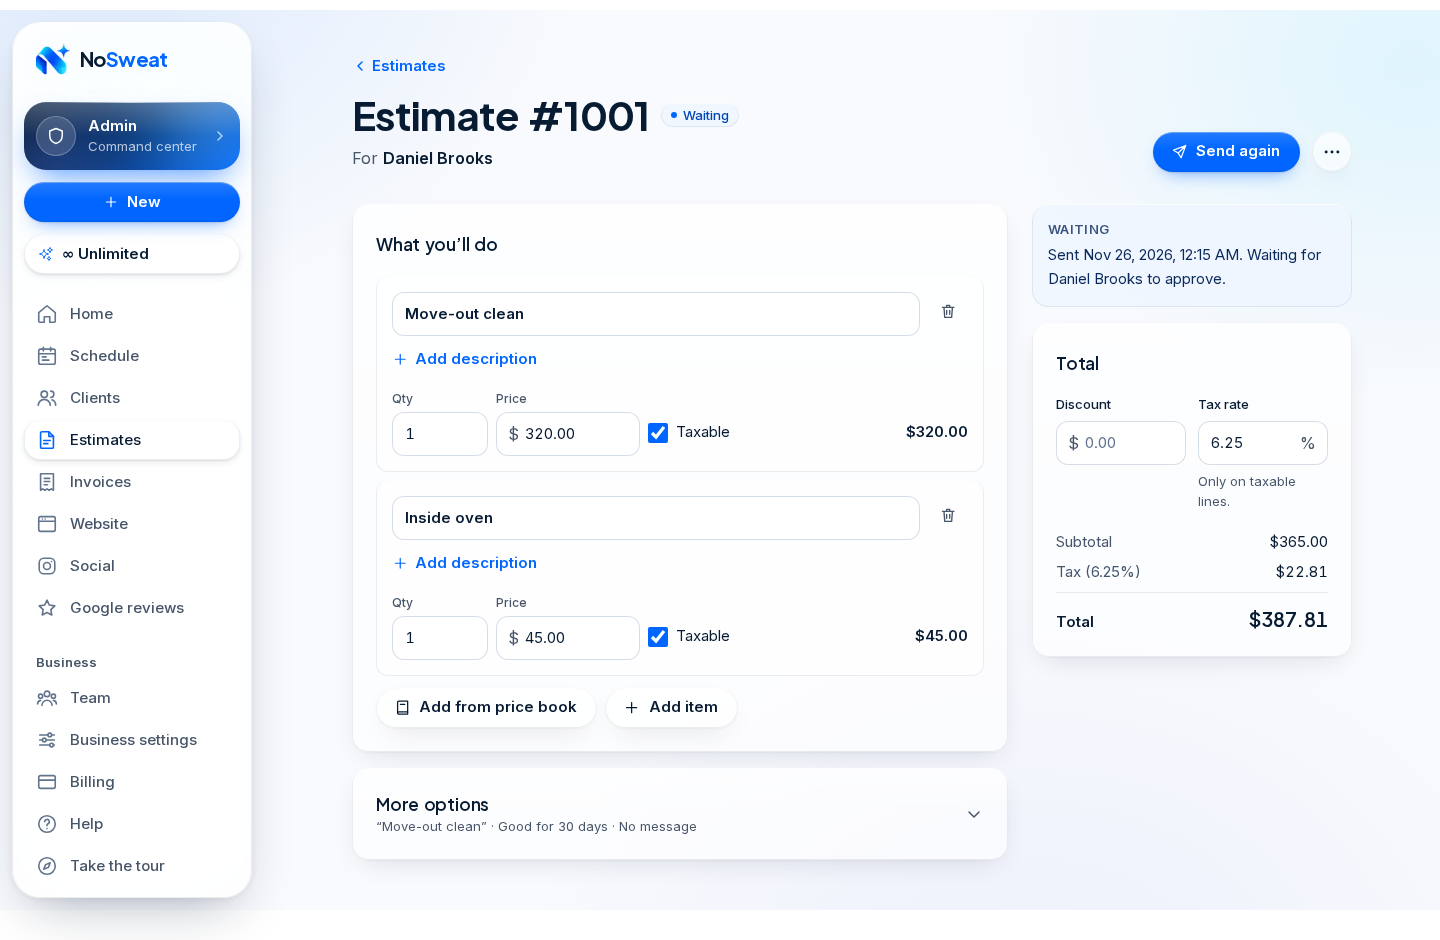 NoSweat
Admin
Command center
New
∞ Unlimited
Home
Schedule
Clients
Estimates
Invoices
Website
Social
Google reviews
Business
Team
Business settings
Billing
Help
Take the tour
Estimates
Estimate #1001
Waiting
For Daniel Brooks
Send again
What you’ll do
Move-out clean
Add description
Qty Price
1 $ 320.00 Taxable $320.00
Inside oven
Add description
Qty Price
1 $ 45.00 Taxable $45.00
Add from price book Add item
More options
“Move-out clean” · Good for 30 days · No message
WAITING
Sent Nov 26, 2026, 12:15 AM. Waiting for
Daniel Brooks to approve.
Total
Discount Tax rate
$ 0.00 6.25 %
Only on taxable
lines.
Subtotal $365.00
Tax (6.25%) $22.81
Total $387.81